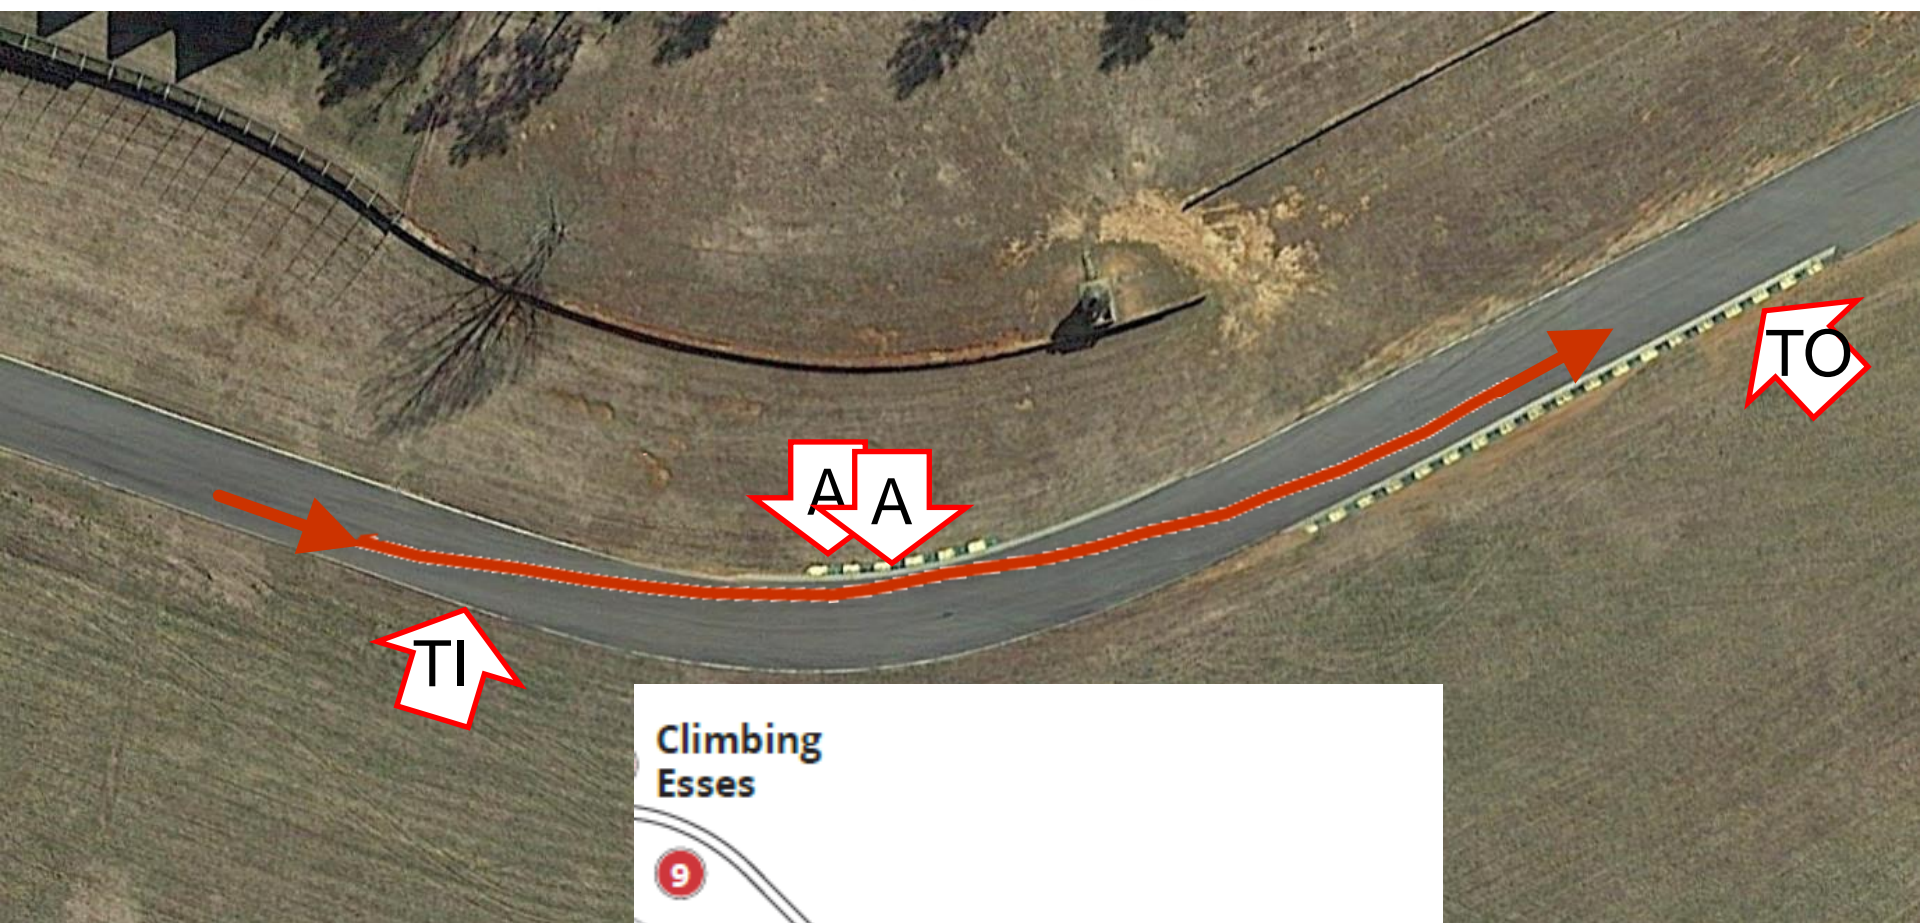 A
A
TO
TI
Climbing
Esses
9